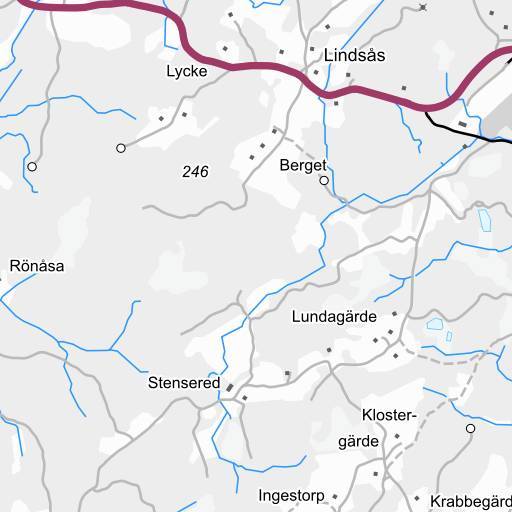 Lindsås
Lycke
Berget
246
Rönåsa
Lundagärde
Stensered
Kloster-
gärde
Ingestorp
Krabbegärd